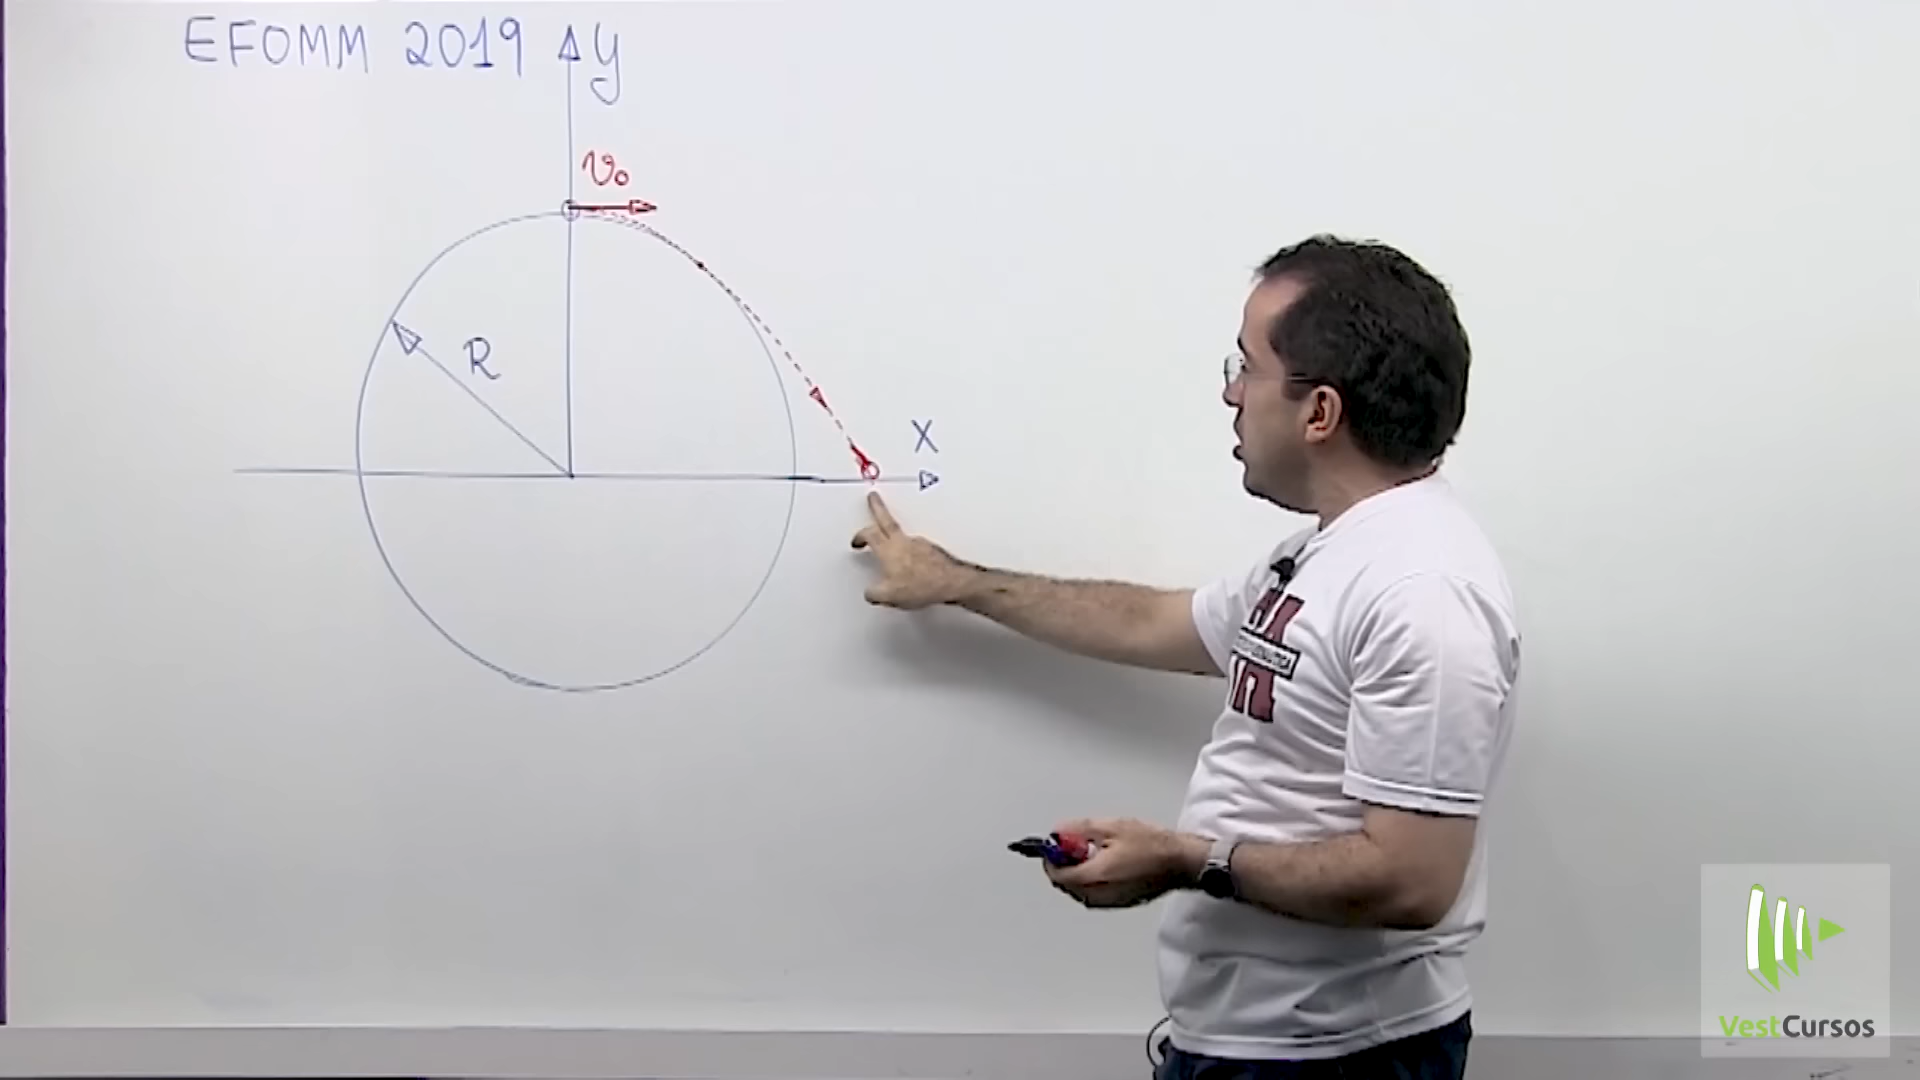 EFOMM 2019
y
v₀
R
X
VestCursos